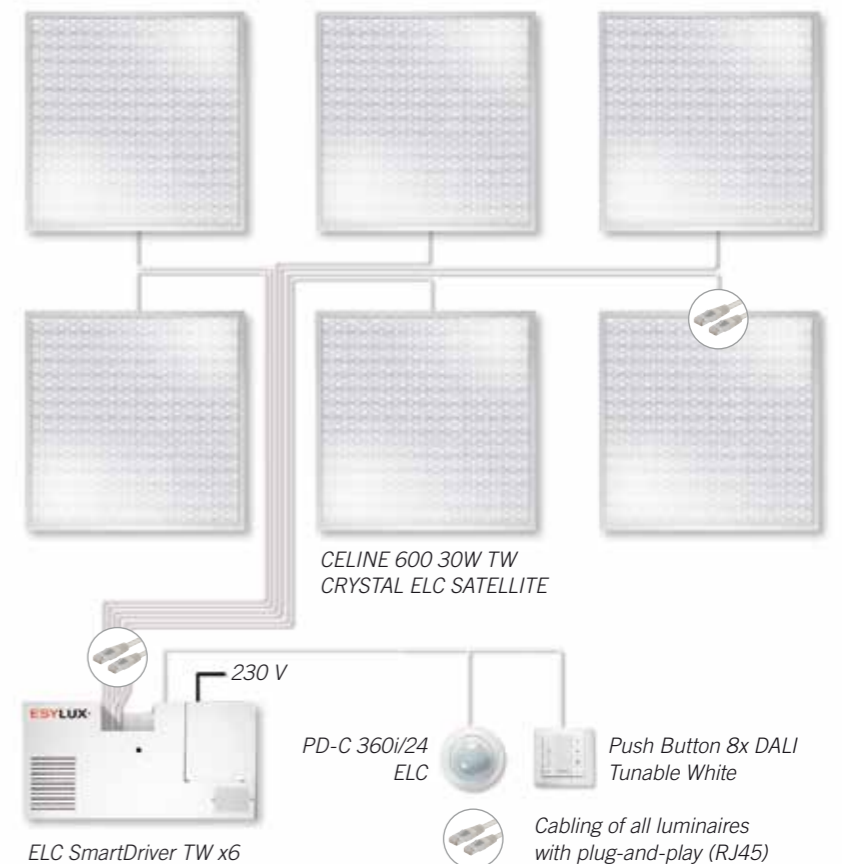 CELINE 600 30W TW
CRYSTAL ELC SATELLITE
230 V
ESYLUX
PD-C 360i/24
ELC
Push Button 8x DALI
Tunable White
ELC SmartDriver TW x6
Cabling of all luminaires
with plug-and-play (RJ45)